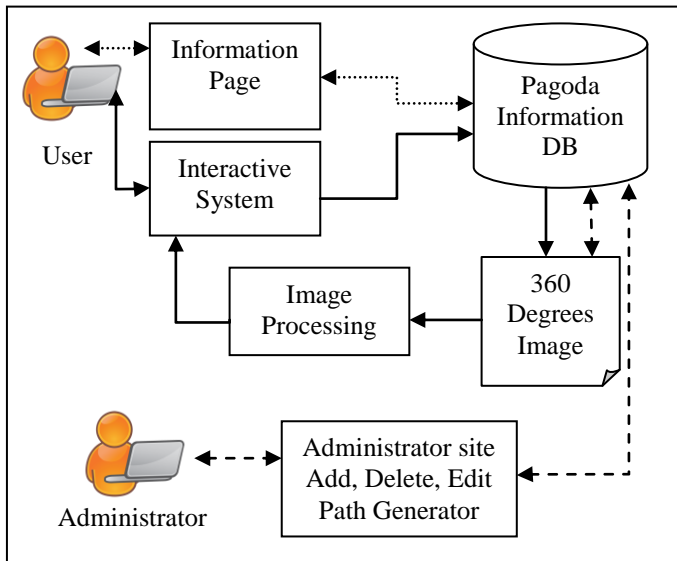 Information
Page
Pagoda
Information
DB
User
Interactive
System
Image
Processing
360
Degrees
Image
Administrator site
Add, Delete, Edit
Path Generator
Administrator